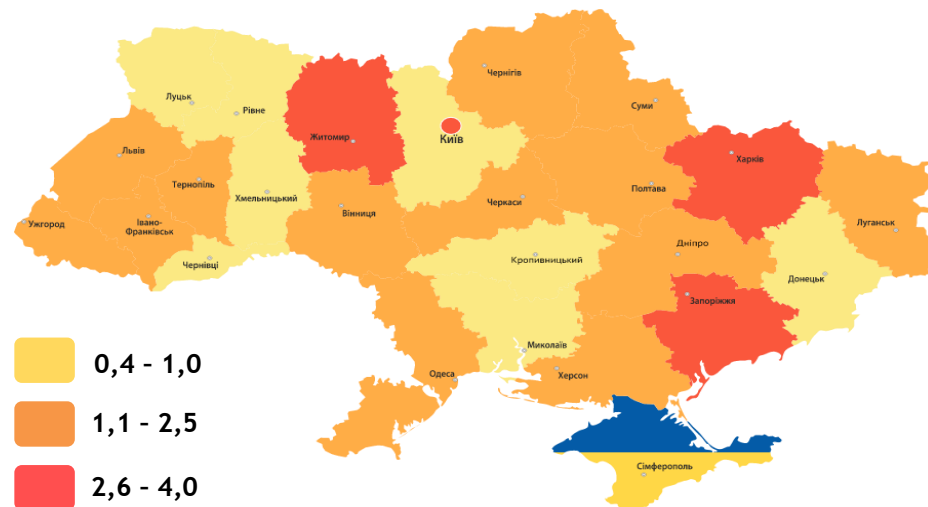 Чернігів
Луцьк
Рівне
Суми
Житомир
Київ
Львів
Харків
Тернопіль
Хмельницький
Полтава
Черкаси
Вінниця
Ужгород
Івано-
Франківськ
Луганськ
Дніпро
Чернівці
Кропивницький
Донецьк
Запоріжжя
Миколаїв
Одеса
Херсон
Сімферополь
0,4 – 1,0
1,1 – 2,5
2,6 – 4,0